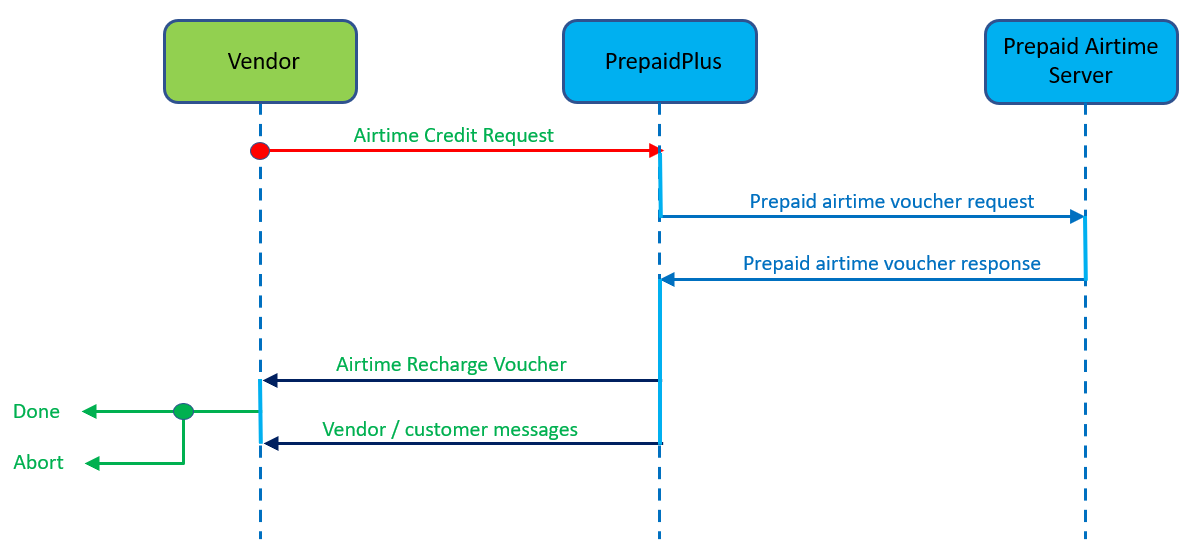 Vendor
PrepaidPlus
Prepaid Airtime
Server
Airtime Credit Request
Prepaid airtime voucher request
Prepaid airtime voucher response
Airtime Recharge Voucher
Done
Vendor / customer messages
Abort